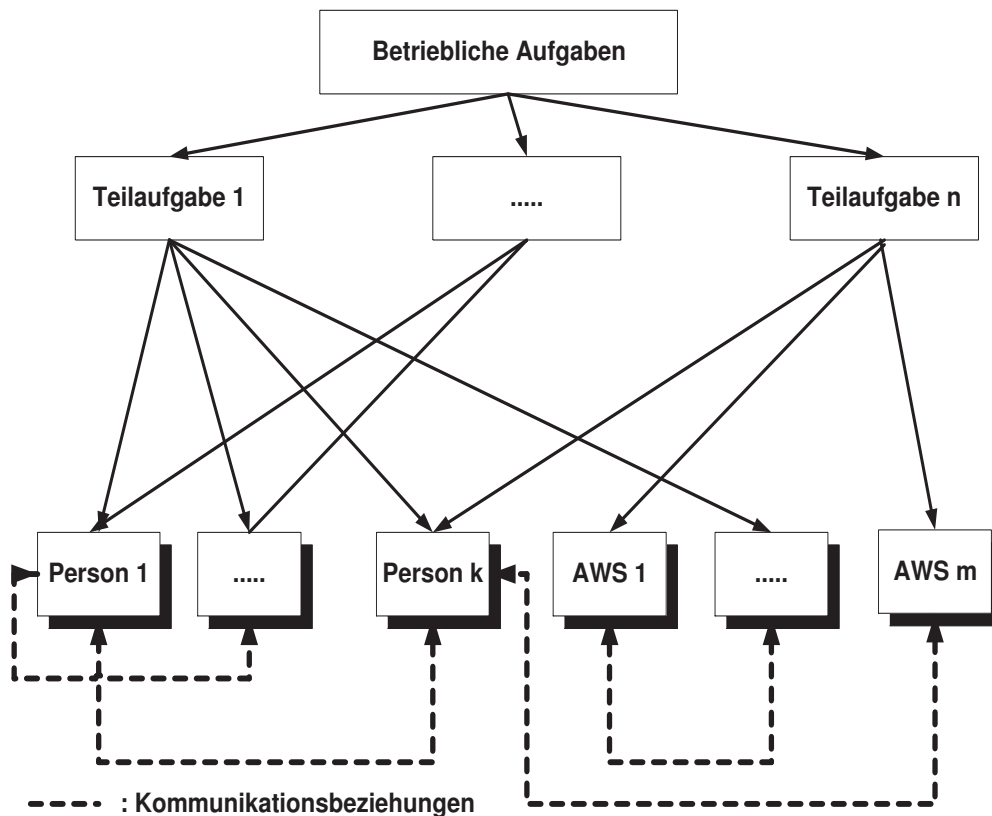 Betriebliche Aufgaben
Teilaufgabe 1
.....
Teilaufgabe n
Person 1
.....
Person k
AWS 1
.....
AWS m
: Kommunikationsbeziehungen